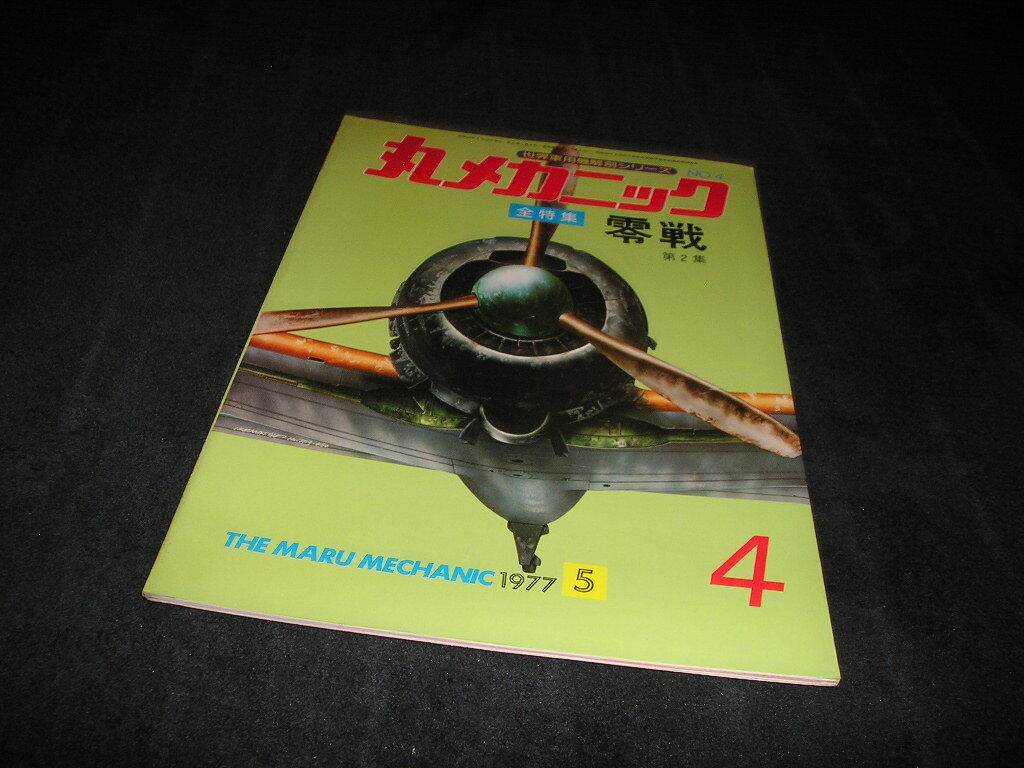 世界軍用機解剖シリーズ
丸メカニック NO.4
全特集 零戦
第2集
THE MARU MECHANIC 1977 5
4